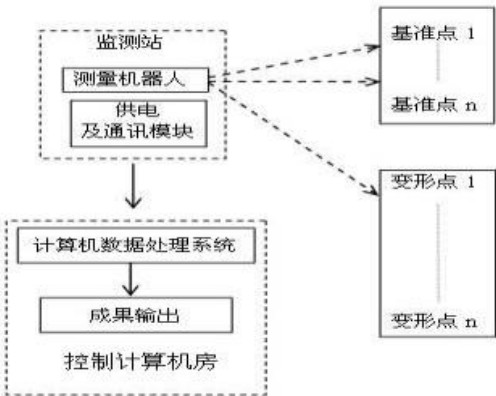 监测站
测量机器人
供电
及通讯模块
计算机数据处理系统
成果输出
控制计算机房
基准点 1
基准点 n
变形点 1
变形点 n